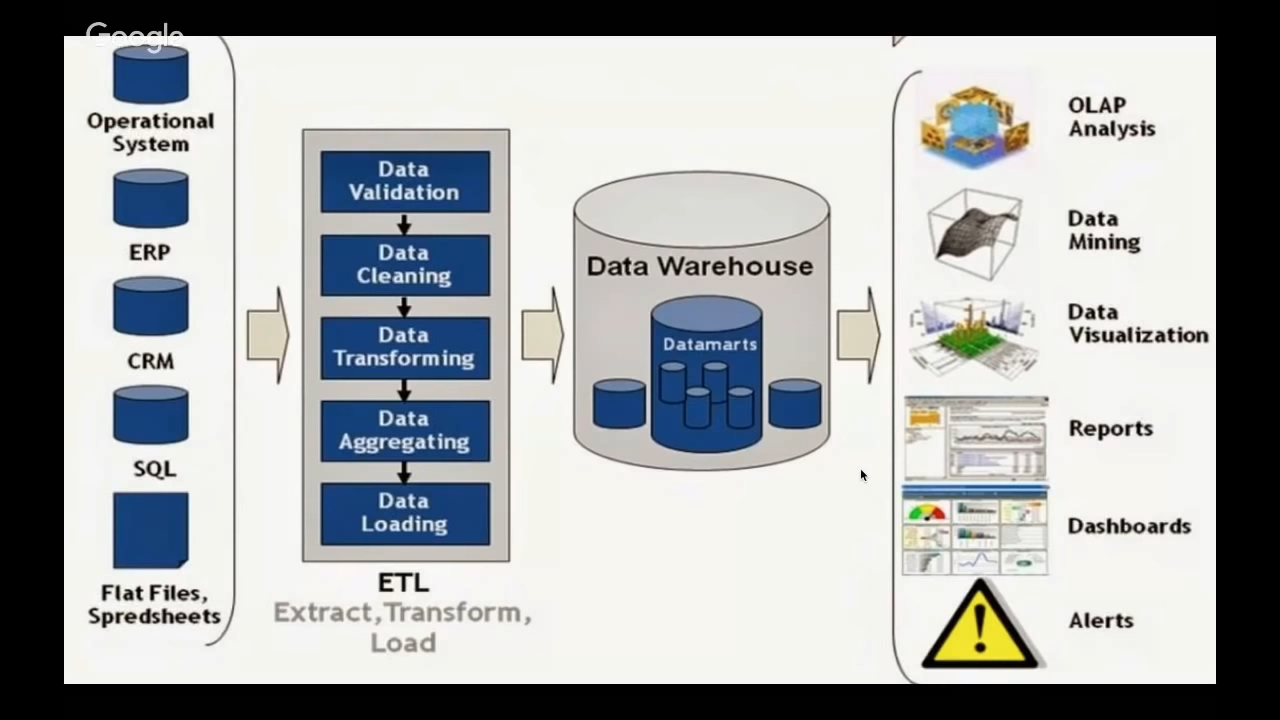 Google
Operational
System
ERP
CRM
SQL
Flat Files,
Spredsheets
Data
Validation
Data
Cleaning
Data
Transforming
Data
Aggregating
Data
Loading
ETL
Extract,Transform,
Load
Data Warehouse
Datamarts
OLAP
Analysis
Data
Mining
Data
Visualization
Reports
Dashboards
Alerts